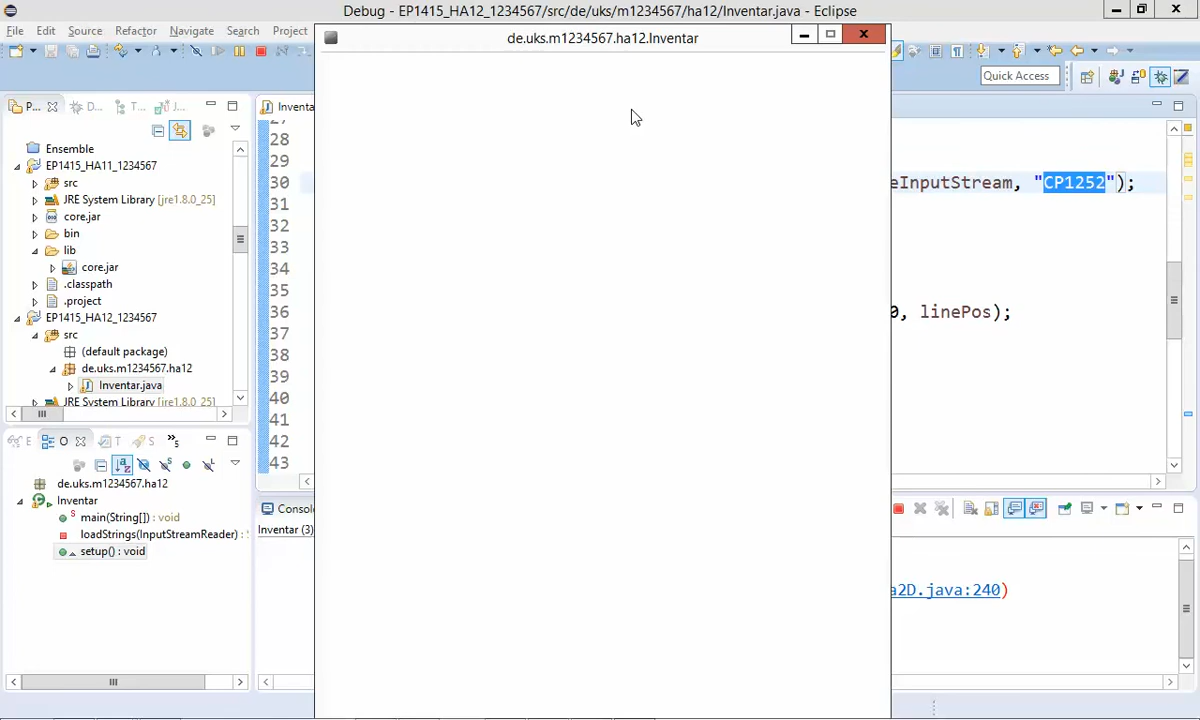 Debug - EP1415_HA12_1234567/src/de/uks/m1234567/ha12/Inventar.java - Eclipse
File Edit Source Refactor Navigate Search Project
de.uks.m1234567.ha12.Inventar
Quick Access
P...
D...
T...
J...
Inventa
Ensemble
EP1415_HA11_1234567
src
JRE System Library [jre1.8.0_25]
core.jar
bin
lib
core.jar
.classpath
.project
EP1415_HA12_1234567
src
(default package)
de.uks.m1234567.ha12
Inventar.java
JRE System Library [jre1.8.0_25]
27
28
29
30
31
32
33
34
35
36
37
38
39
40
41
42
43
eInputStream, "CP1252");
0, linePos);
E
O
T
S
»5
de.uks.m1234567.ha12
Inventar
main(String[]) : void
loadStrings(InputStreamReader) :
setup() : void
Consol
Inventar (3)
a2D.java:240)